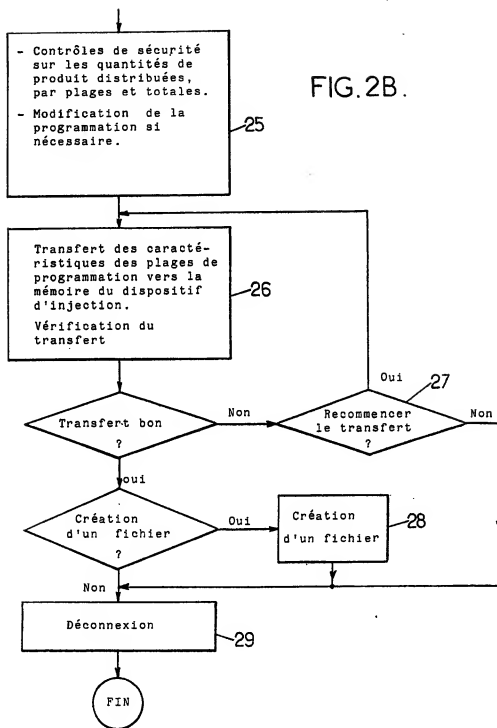 FIG.2B.
- Contrôles de sécurité
sur les quantités de
produit distribuées,
par plages et totales.
- Modification de la
programmation si
nécessaire.
25
Transfert des caracté-
ristiques des plages de
programmation vers la
mémoire du dispositif
d'injection.
Vérification du
transfert
26
Oui
27
Transfert bon
?
Non
Recommencer
le transfert
?
Non
oui
Création
d'un fichier
?
Oui
Création
d'un fichier
28
Non
Déconnexion
29
FIN